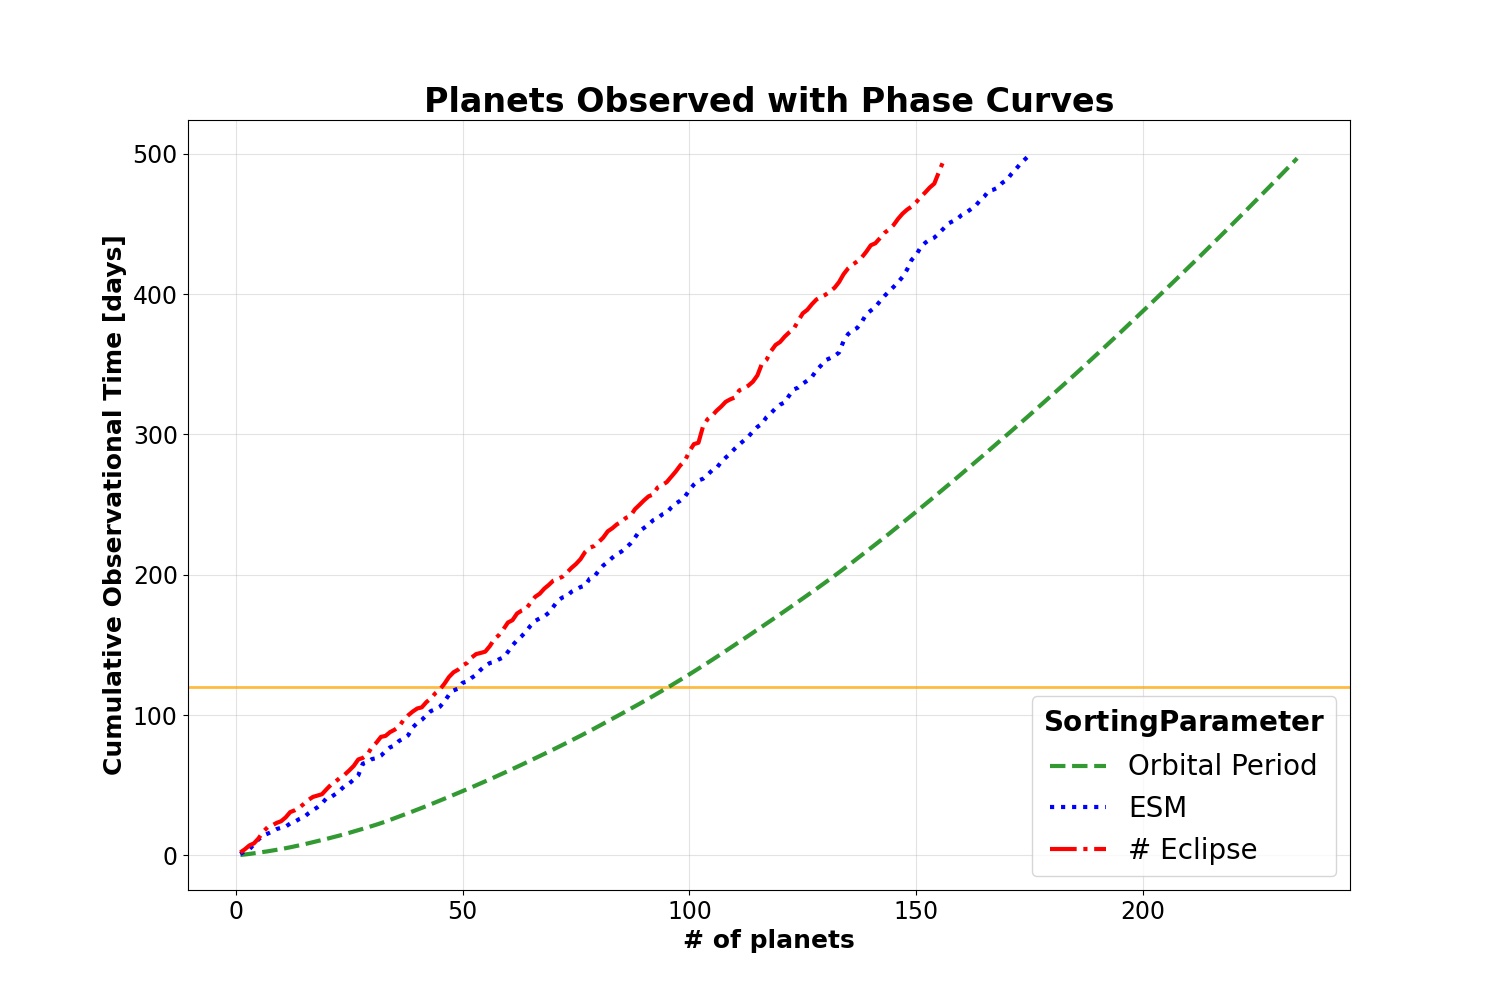 Planets Observed with Phase Curves
Cumulative Observational Time [days]
500
400
300
200
100
0
0 50 100 150 200
# of planets
SortingParameter
Orbital Period
ESM
# Eclipse